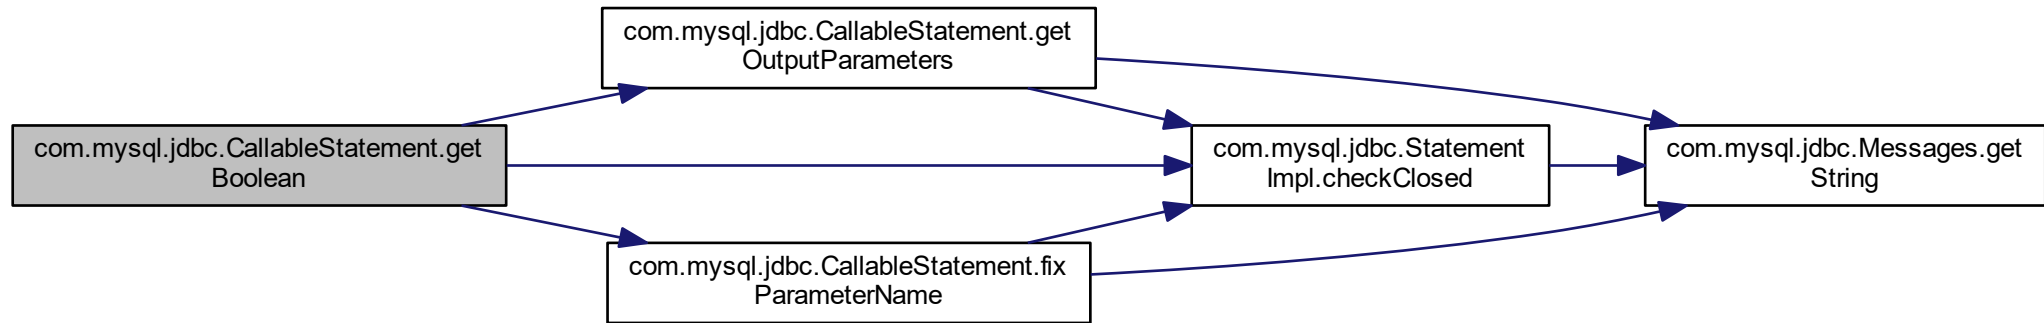 com.mysql.jdbc.CallableStatement.get
OutputParameters
com.mysql.jdbc.CallableStatement.get
Boolean
com.mysql.jdbc.Statement
Impl.checkClosed
com.mysql.jdbc.Messages.get
String
com.mysql.jdbc.CallableStatement.fix
ParameterName